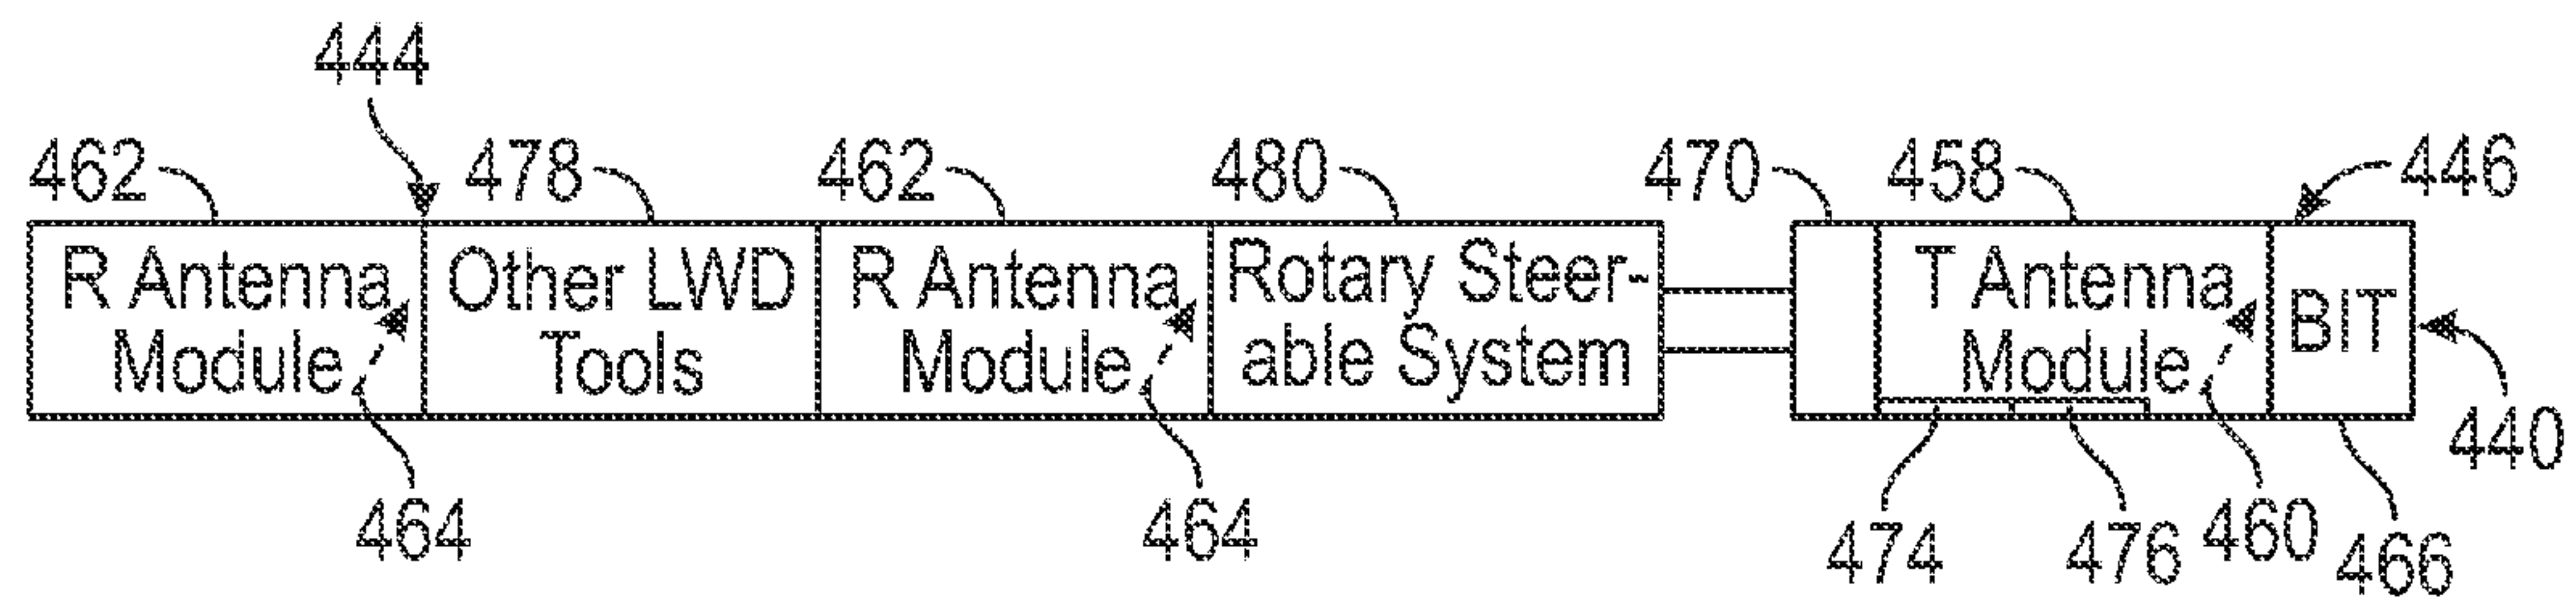 444
462
478
462
480
470
458
446
R Antenna
Module
Other LWD
Tools
R Antenna
Module
Rotary Steer-
able System
T Antenna
Module
BIT
440
464
464
474
476
460
466